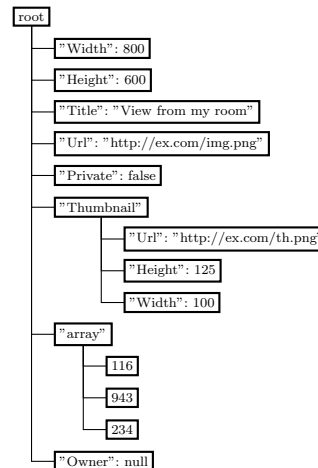 root
"Width": 800
"Height": 600
"Title": "View from my room"
"Url": "http://ex.com/img.png"
"Private": false
"Thumbnail"
"Url": "http://ex.com/th.png"
"Height": 125
"Width": 100
"array"
116
943
234
"Owner": null